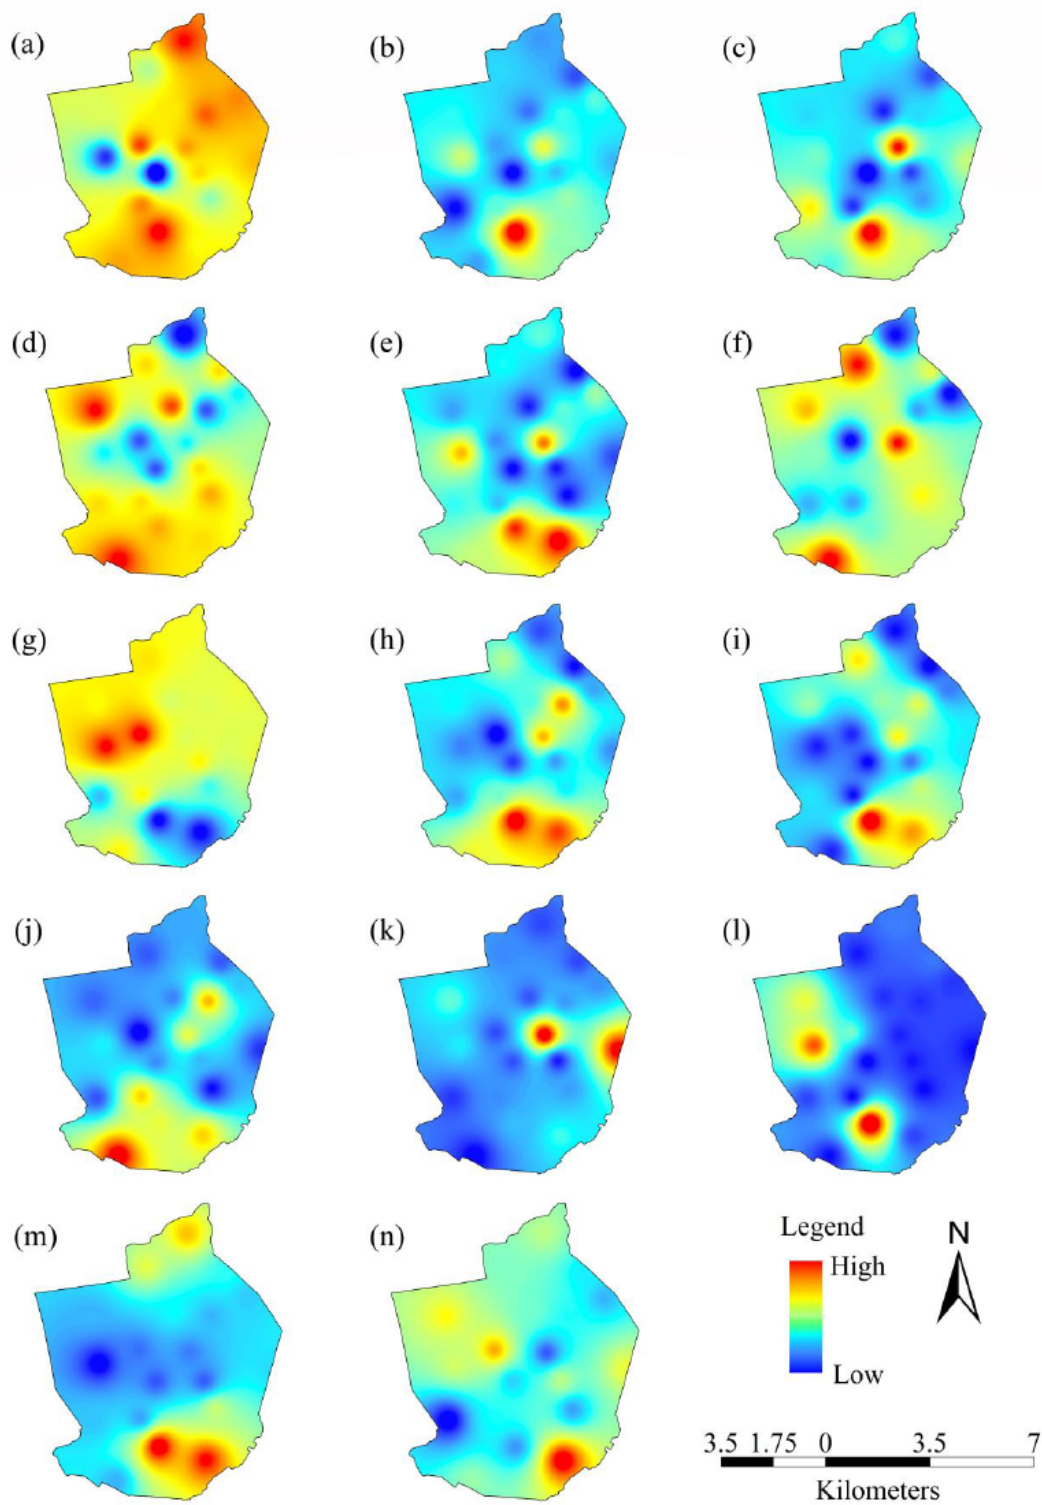 (a) (b) (c)
(d) (e) (f)
(g) (h) (i)
(j) (k) (l)
(m) (n)
Legend
High
Low
N
3.5 1.75 0 3.5 7
Kilometers